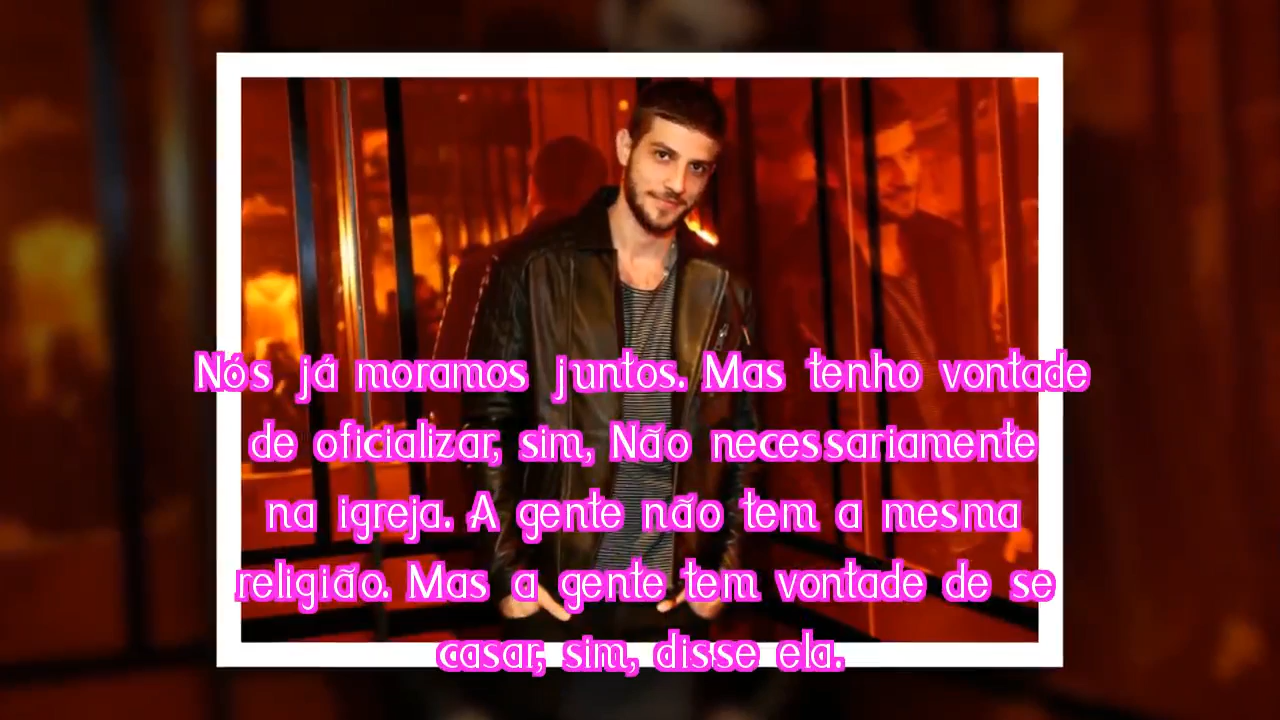 Nós já moramos juntos. Mas tenho vontade
de oficializar, sim, Não necessariamente
na igreja. A gente não tem a mesma
religião. Mas a gente tem vontade de se
casar, sim, disse ela.